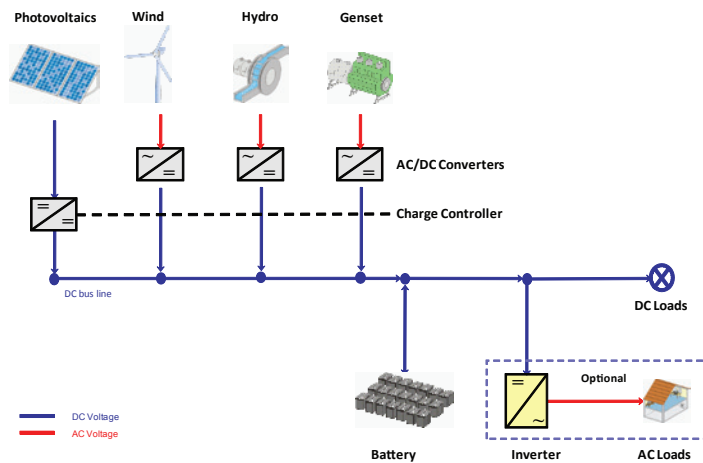 Photovoltaics
Wind
Hydro
Genset
AC/DC Converters
Charge Controller
DC bus line
DC Loads
Optional
DC Voltage
AC Voltage
Battery
Inverter
AC Loads